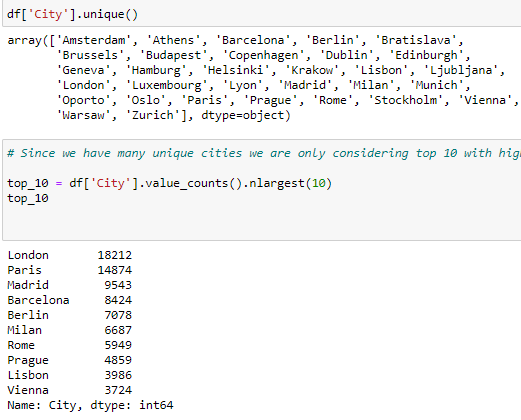 df['City'].unique()
array(['Amsterdam', 'Athens', 'Barcelona', 'Berlin', 'Bratislava',
'Brussels', 'Budapest', 'Copenhagen', 'Dublin', 'Edinburgh',
'Geneva', 'Hamburg', 'Helsinki', 'Krakow', 'Lisbon', 'Ljubljana',
'London', 'Luxembourg', 'Lyon', 'Madrid', 'Milan', 'Munich',
'Oporto', 'Oslo', 'Paris', 'Prague', 'Rome', 'Stockholm', 'Vienna',
'Warsaw', 'Zurich'], dtype=object)
# Since we have many unique cities we are only considering top 10 with
top_10 = df['City'].value_counts().nlargest(10)
top_10
London 18212
Paris 14874
Madrid 9543
Barcelona 8424
Berlin 7078
Milan 6687
Rome 5949
Prague 4859
Lisbon 3986
Vienna 3724
Name: City, dtype: int64